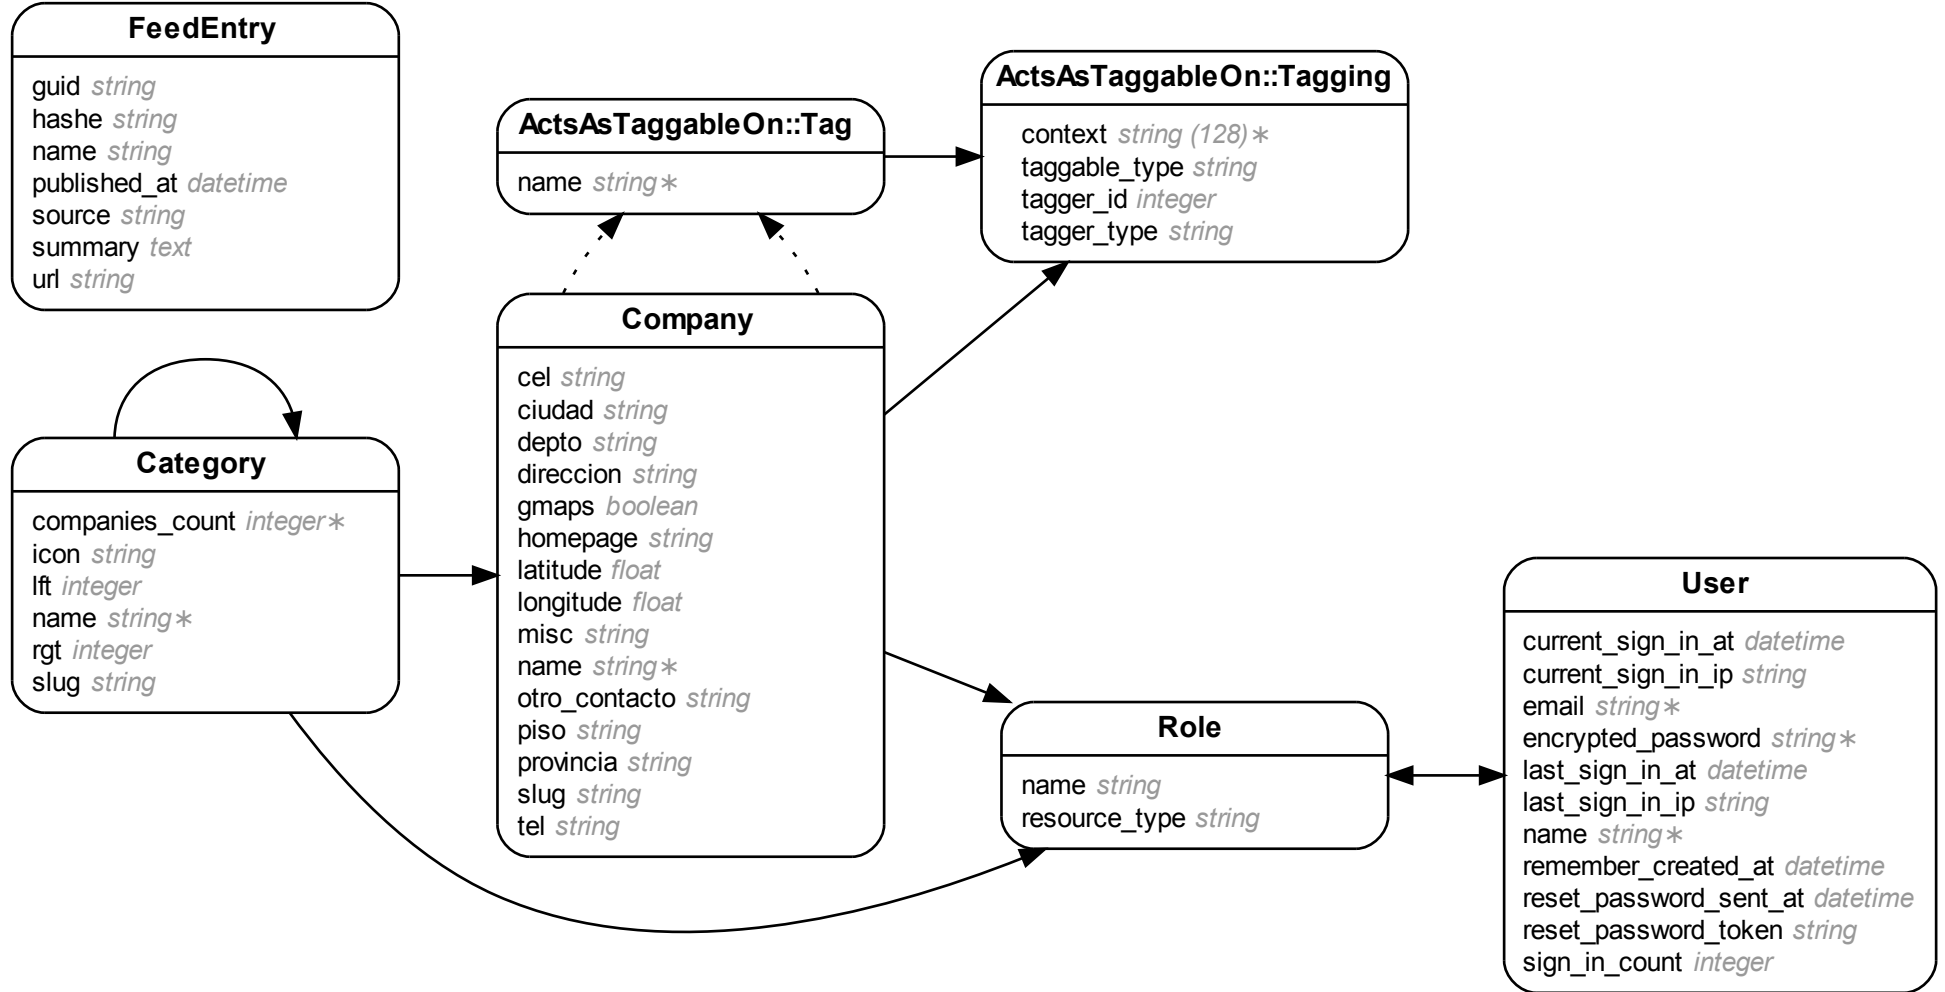 FeedEntry
guid string
hashe string
name string
published_at datetime
source string
summary text
url string
ActsAsTaggableOn::Tag
name string∗
ActsAsTaggableOn::Tagging
context string (128)∗
taggable_type string
tagger_id integer
tagger_type string
Category
companies_count integer∗
icon string
lft integer
name string∗
rgt integer
slug string
Company
cel string
ciudad string
depto string
direccion string
gmaps boolean
homepage string
latitude float
longitude float
misc string
name string∗
otro_contacto string
piso string
provincia string
slug string
tel string
Role
name string
resource_type string
User
current_sign_in_at datetime
current_sign_in_ip string
email string∗
encrypted_password string∗
last_sign_in_at datetime
last_sign_in_ip string
name string∗
remember_created_at datetime
reset_password_sent_at datetime
reset_password_token string
sign_in_count integer